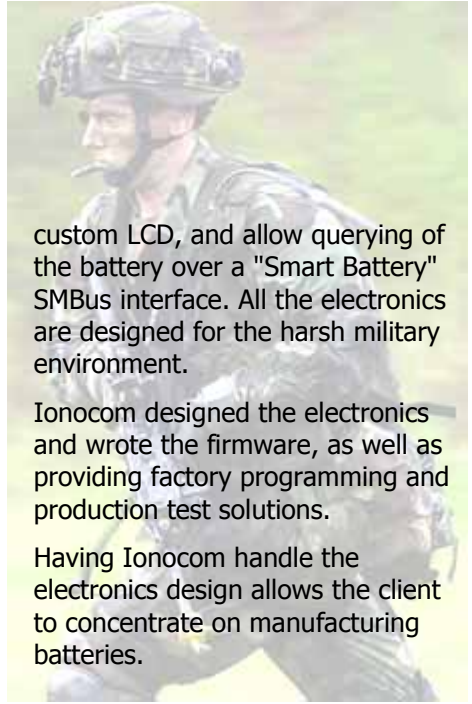 custom LCD, and allow querying of
the battery over a "Smart Battery"
SMBus interface. All the electronics
are designed for the harsh military
environment.
Ionocom designed the electronics
and wrote the firmware, as well as
providing factory programming and
production test solutions.
Having Ionocom handle the
electronics design allows the client
to concentrate on manufacturing
batteries.